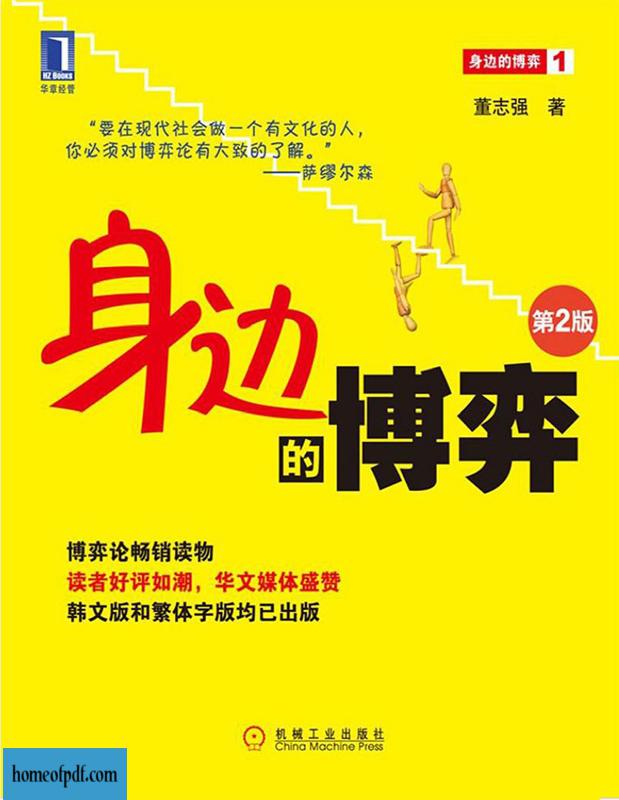 HZ BOOKS
华章经管
身边的博弈 1
董志强 著
“要在现代社会做一个有文化的人，
你必须对博弈论有大致的了解。”
——萨缪尔森
第2版
身边
的博弈
博弈论畅销读物
读者好评如潮，华文媒体盛赞
韩文版和繁体字版均已出版
机械工业出版社
China Machine Press
homeofpdf.com